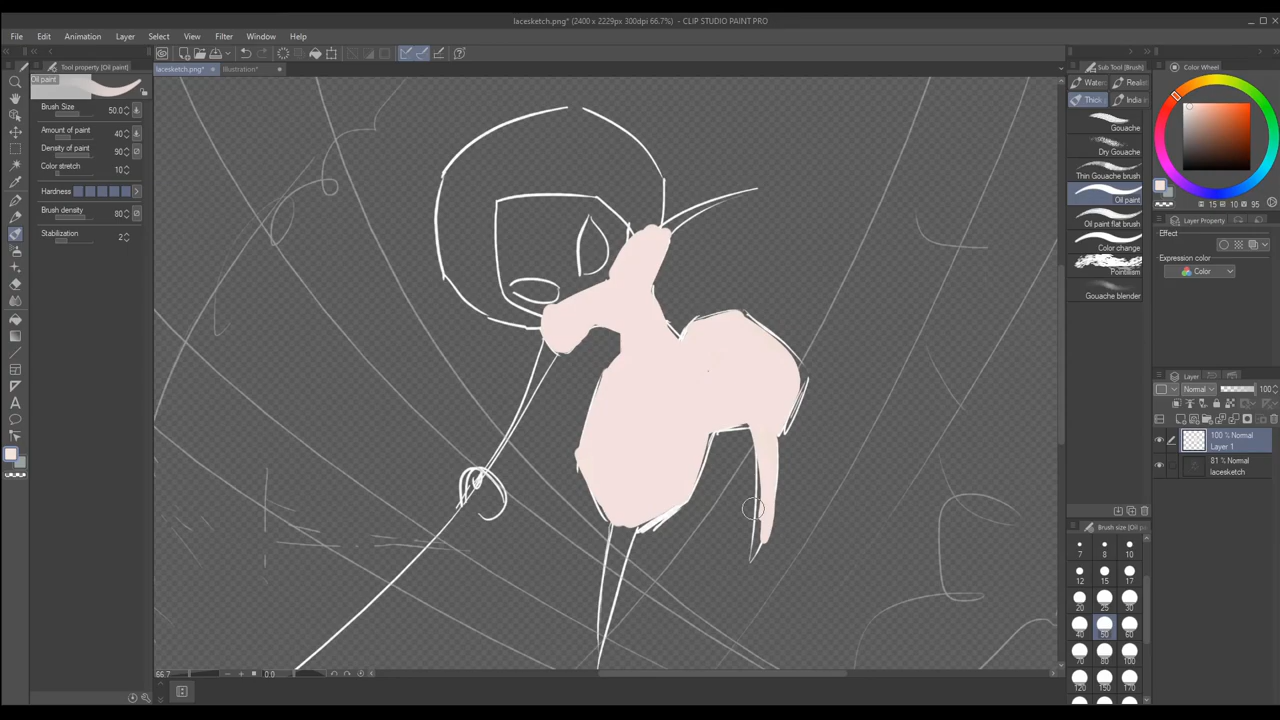 lacesketch.png* (2400 x 2229px 300dpi 66.7%) - CLIP STUDIO PAINT PRO
File Edit Animation Layer Select View Filter Window Help
Tool property [Oil paint]
lacesketch.png*
Illustration*
Oil paint
Brush Size 50.0
Amount of paint 40
Density of paint 90
Color stretch 10
Hardness
Brush density 80
Stabilization 2
Sub Tool [Brush]
Water
Realis
Thick
India
Gouache
Dry Gouache
Thin Gouache brush
Oil paint
Oil paint flat brush
Color change
Pointillism
Gouache blender
Color Wheel
15 10 95
Layer Property
Effect
Expression color
Color
Layer
Normal 100
100 % Normal
Layer 1
81 % Normal
lacesketch
Brush size [Oil pa
7 8 10
12 15 17
20 25 30
40 50 60
70 80 100
120 150 170
66.7
0.0